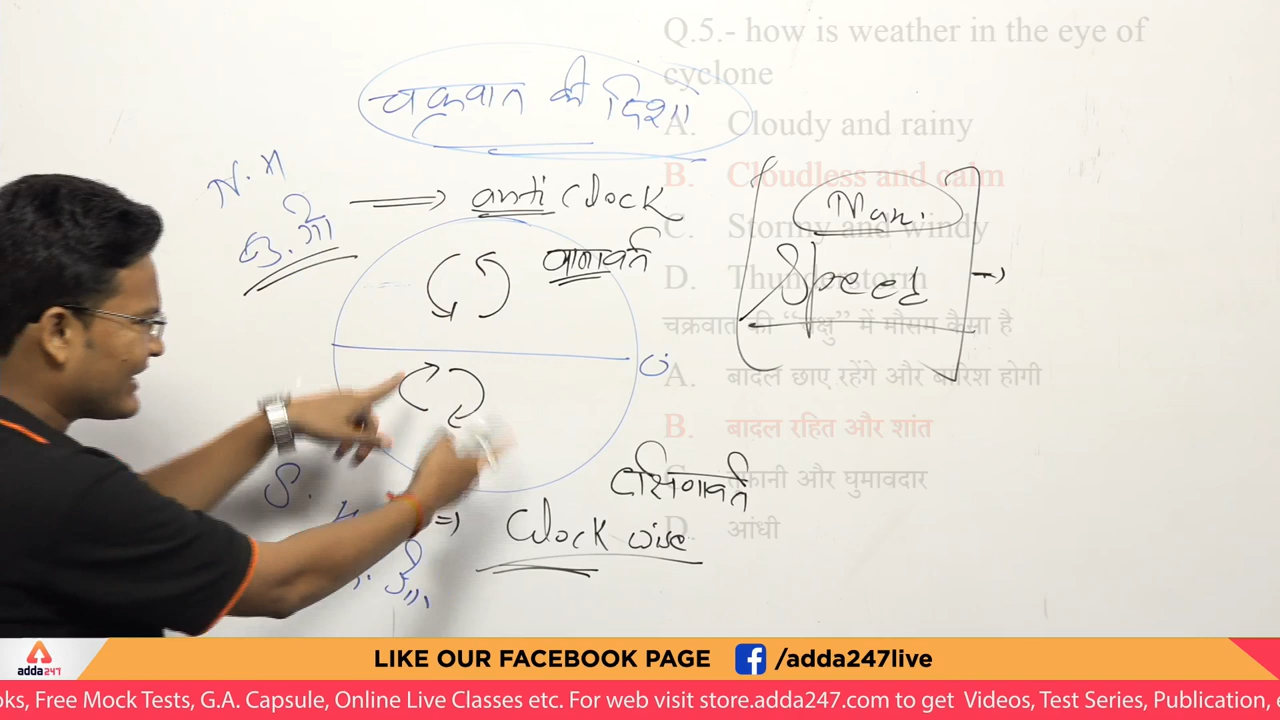 Q.5.- how is weather in the eye of
cyclone
A. Cloudy and rainy
B. Cloudless and calm
C. Stormy and windy
D. Thunderstorm
चक्रवात की “चक्षु” में मौसम कैसा है
A. बादल छाए रहेंगे और बारिश होगी
B. बादल रहित और शांत
C. तूफानी और घुमावदार
D. आंधी
चक्रवात की दिशा
N. H
उ. गो
anti Clock
वामावर्त
Speed
0
S.
दक्षिणावर्त
Clock wise
LIKE OUR FACEBOOK PAGE f /adda247live
adda247
ks, Free Mock Tests, G.A. Capsule, Online Live Classes etc. For web visit store.adda247.com to get Videos, Test Series, Publication,